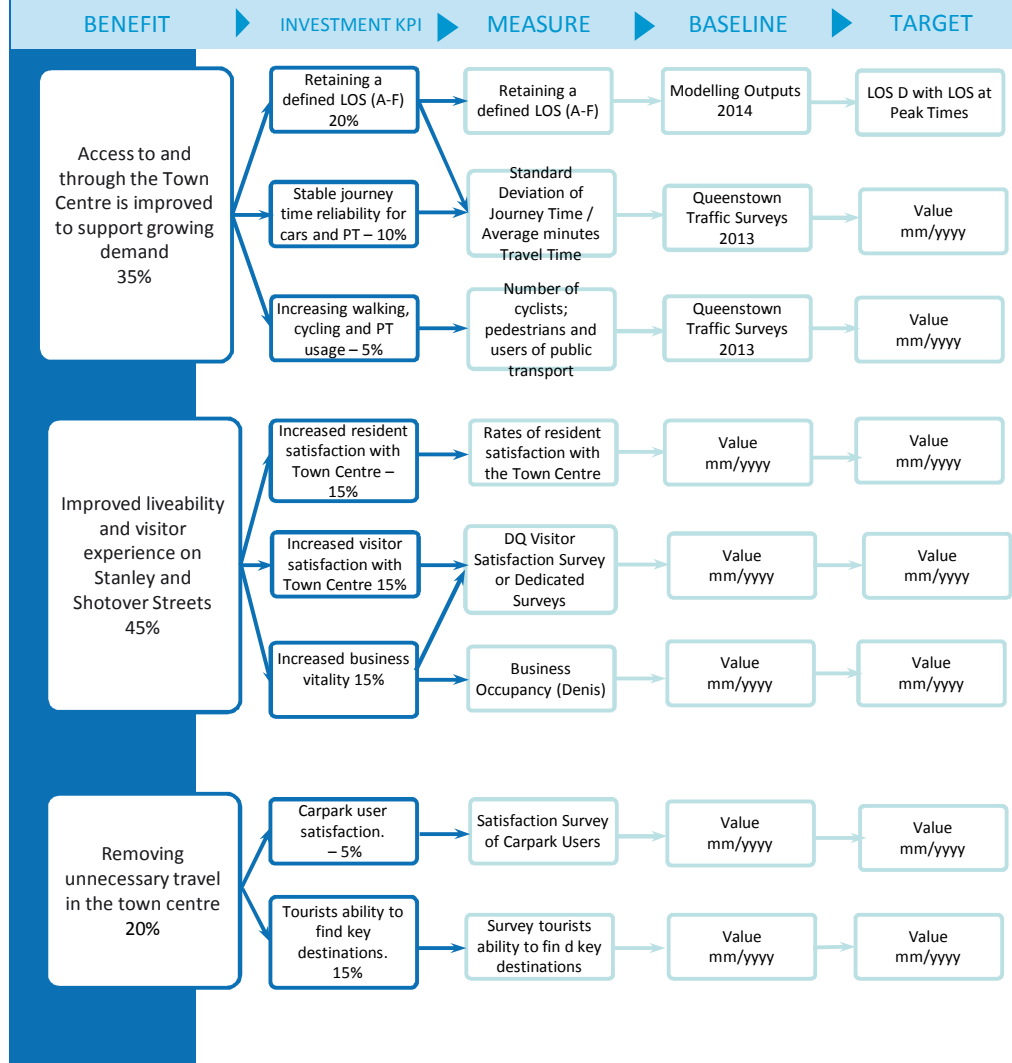 BENEFIT
INVESTMENT KPI
MEASURE
BASELINE
TARGET
Access to and
through the Town
Centre is improved
to support growing
demand
35%
Retaining a
defined LOS (A-F)
20%
Retaining a
defined LOS (A-F)
Modelling Outputs
2014
LOS D with LOS at
Peak Times
Stable journey
time reliability for
cars and PT – 10%
Standard
Deviation of
Journey Time /
Average minutes
Travel Time
Queenstown
Traffic Surveys
2013
Value
mm/yyyy
Increasing walking,
cycling and PT
usage – 5%
Number of
cyclists;
pedestrians and
users of public
transport
Queenstown
Traffic Surveys
2013
Value
mm/yyyy
Improved liveability
and visitor
experience on
Stanley and
Shotover Streets
45%
Increased resident
satisfaction with
Town Centre –
15%
Rates of resident
satisfaction with
the Town Centre
Value
mm/yyyy
Value
mm/yyyy
Increased visitor
satisfaction with
Town Centre 15%
DQ Visitor
Satisfaction Survey
or Dedicated
Surveys
Value
mm/yyyy
Value
mm/yyyy
Increased business
vitality 15%
Business
Occupancy (Denis)
Value
mm/yyyy
Value
mm/yyyy
Removing
unnecessary travel
in the town centre
20%
Carpark user
satisfaction.
– 5%
Satisfaction Survey
of Carpark Users
Value
mm/yyyy
Value
mm/yyyy
Tourists ability to
find key
destinations.
15%
Survey tourists
ability to fin d key
destinations
Value
mm/yyyy
Value
mm/yyyy